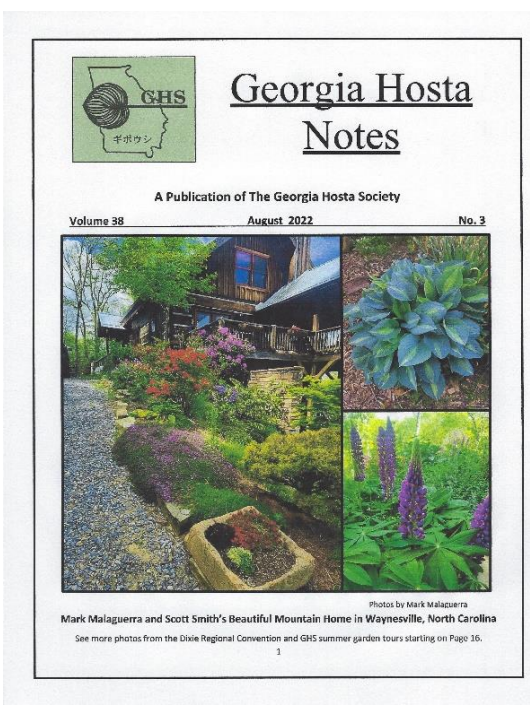 GHS
ギボウシ
Georgia Hosta
Notes
A Publication of The Georgia Hosta Society
Volume 38 August 2022 No. 3
Photos by Mark Malaguerra
Mark Malaguerra and Scott Smith's Beautiful Mountain Home in Waynesville, North Carolina
See more photos from the Dixie Regional Convention and GHS summer garden tours starting on Page 16.
1